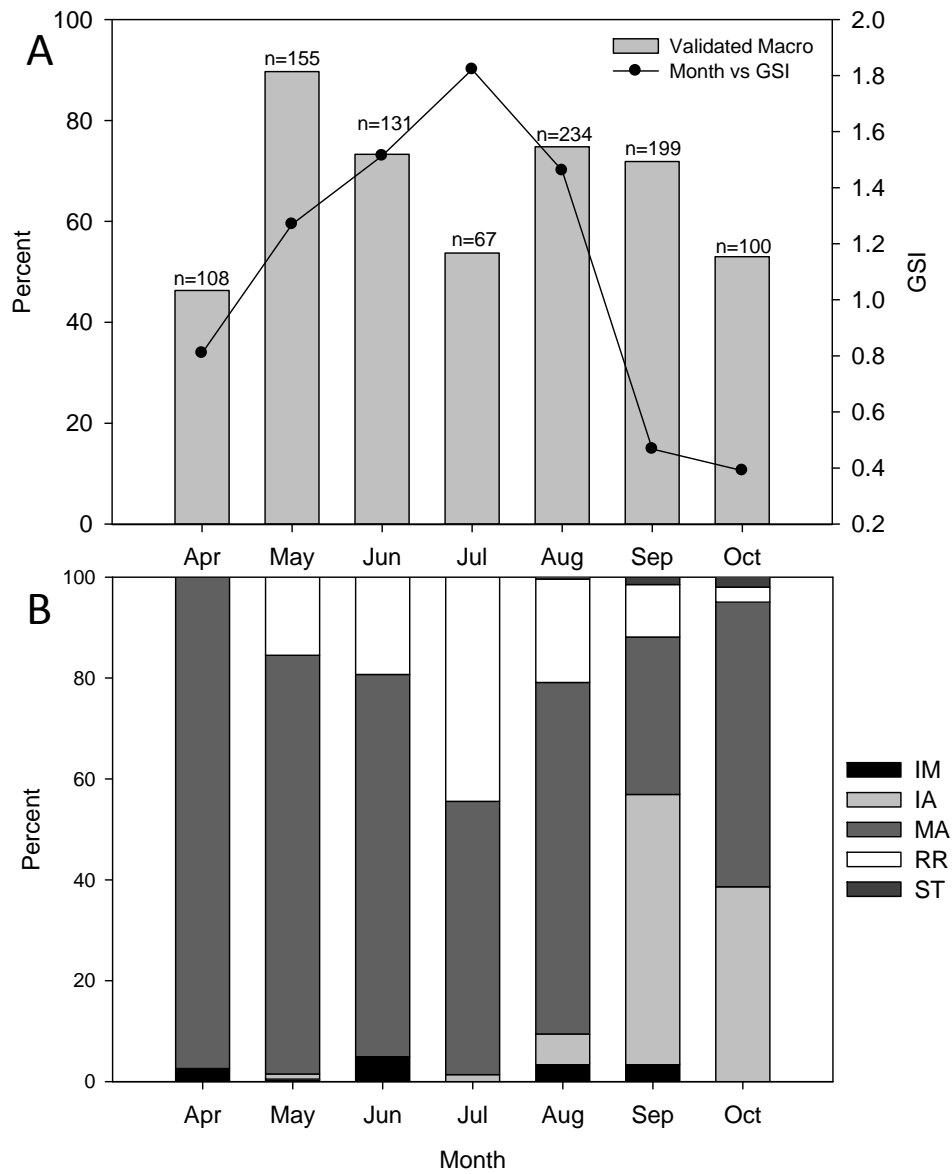 A
Validated Macro
Month vs GSI
n=108
n=155
n=131
n=67
n=234
n=199
n=100
100
80
60
40
20
0
Percent
2.0
1.8
1.6
1.4
1.2
1.0
0.8
0.6
0.4
0.2
GSI
Apr May Jun Jul Aug Sep Oct
B
100
80
60
40
20
0
Percent
IM
IA
MA
RR
ST
Apr May Jun Jul Aug Sep Oct
Month